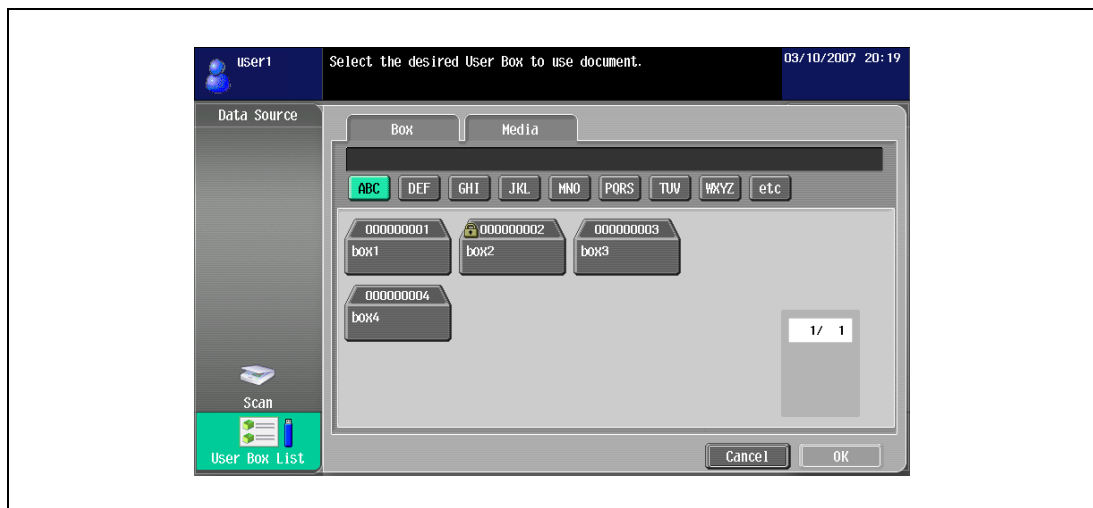 user1
Select the desired User Box to use document.
03/10/2007 20:19
Data Source
Box Media
ABC DEF GHI JKL MNO PQRS TUV WXYZ etc
000000001 000000002 000000003
box1 box2 box3
000000004
box4
1/ 1
Scan
User Box List
Cancel OK